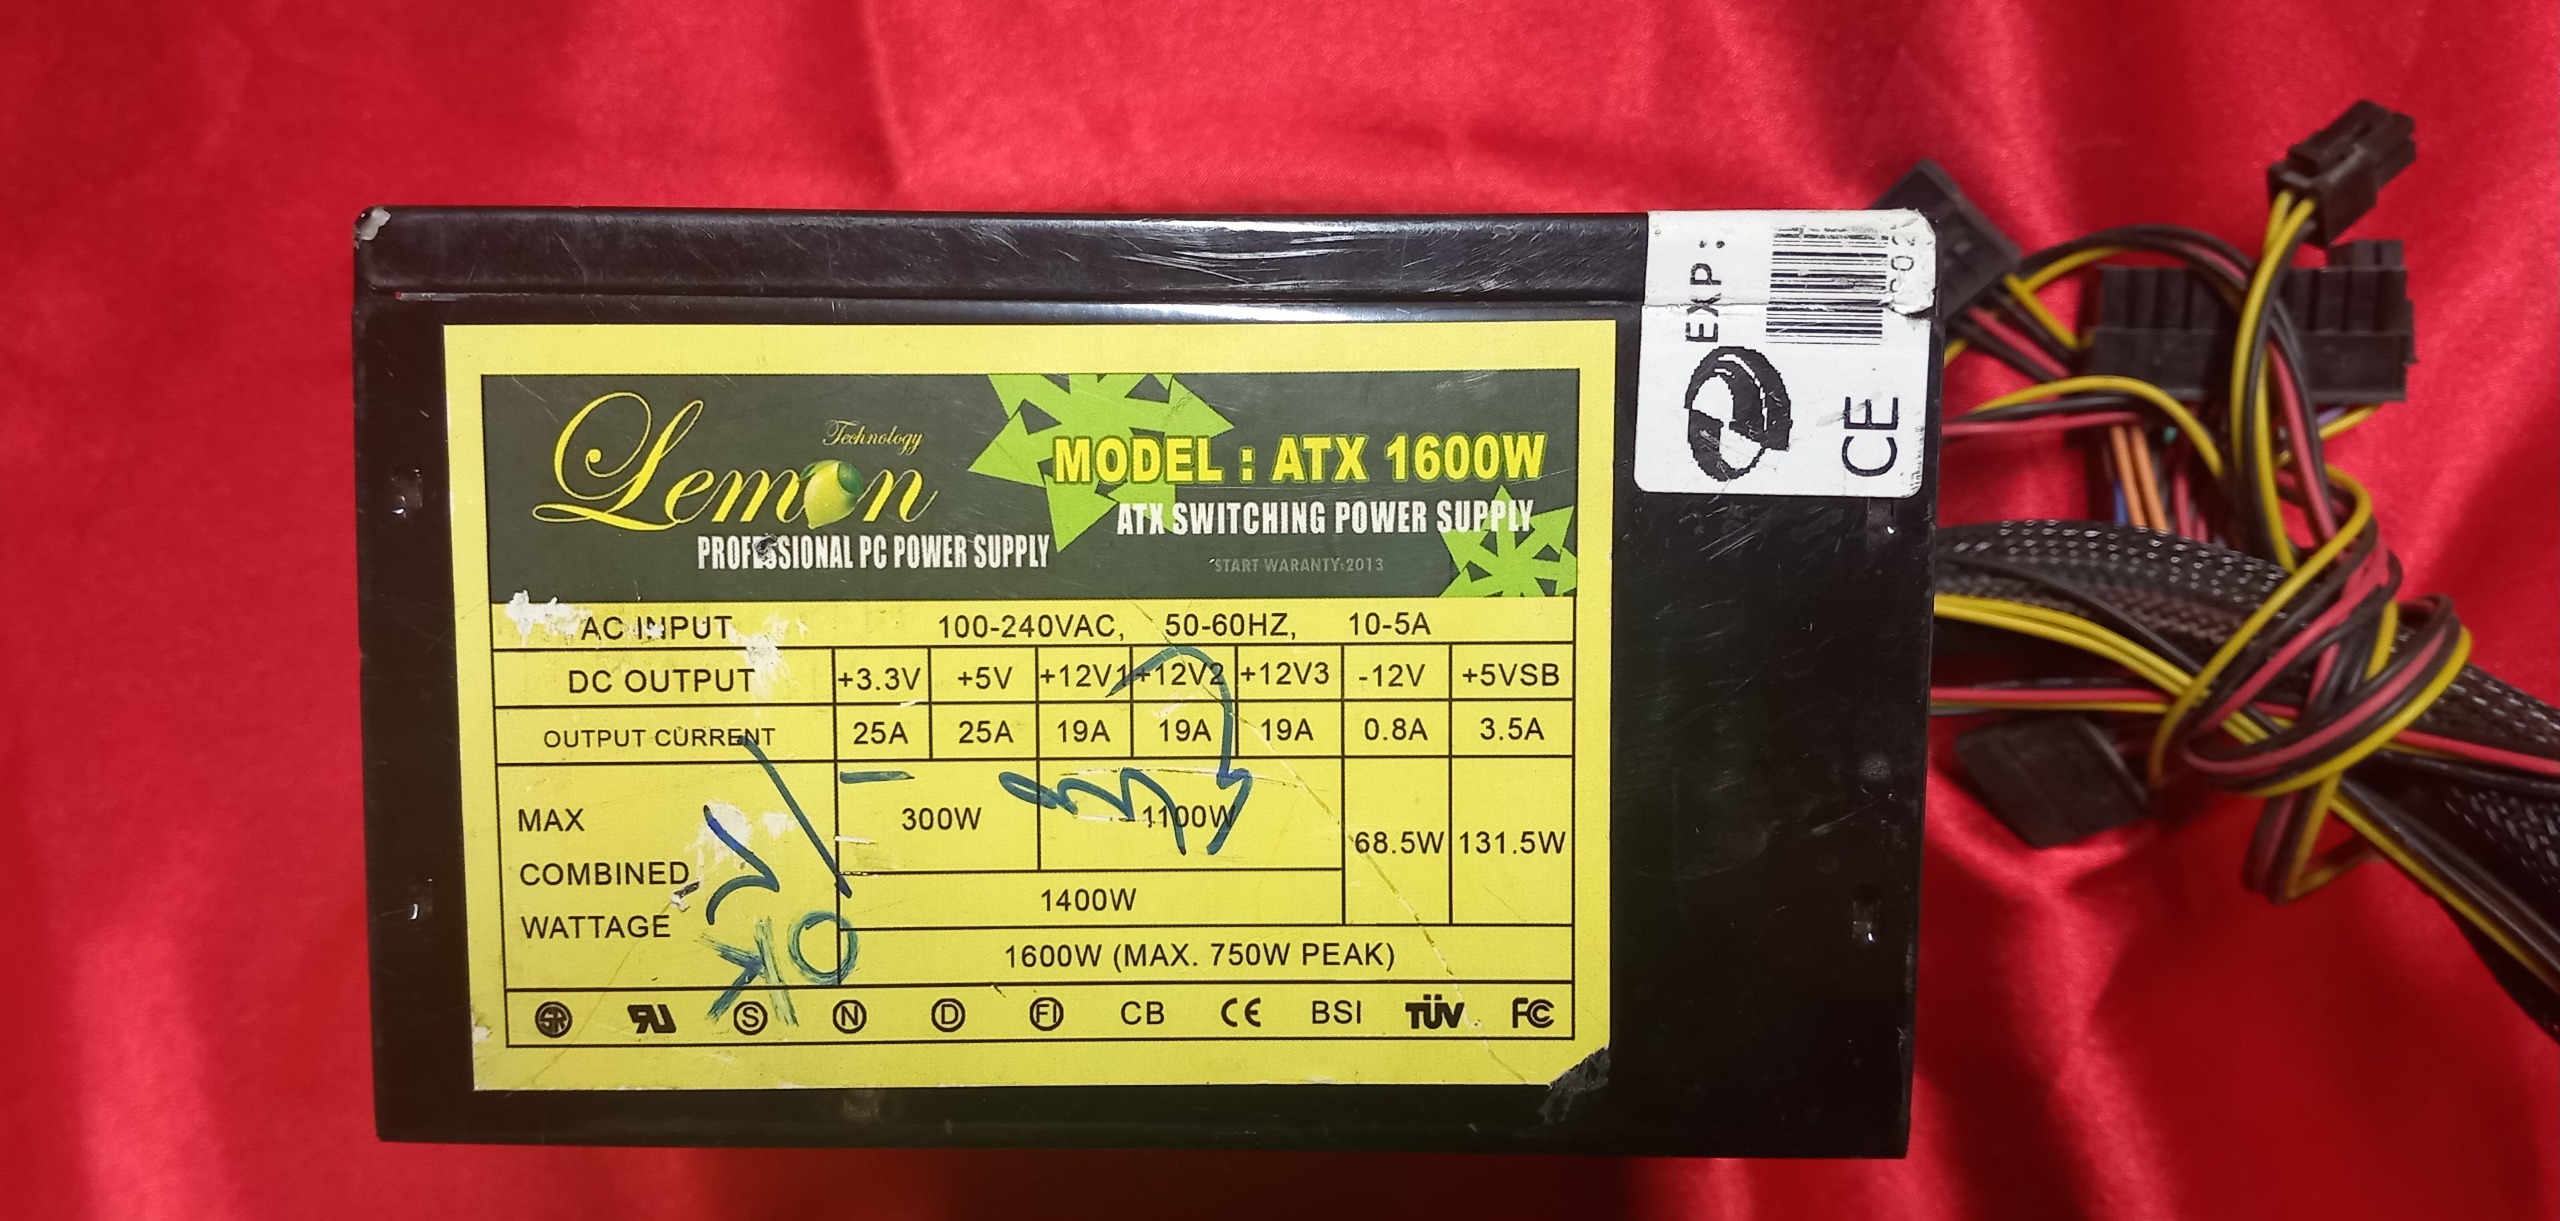 Technology
Lemon
PROFESSIONAL PC POWER SUPPLY
MODEL : ATX 1600W
ATX SWITCHING POWER SUPPLY
START WARANTY:2013
EXP :
CE
AC INPUT 100-240VAC, 50-60HZ, 10-5A
DC OUTPUT +3.3V +5V +12V1 +12V2 +12V3 -12V +5VSB
OUTPUT CURRENT 25A 25A 19A 19A 19A 0.8A 3.5A
MAX COMBINED WATTAGE 300W 1100W 68.5W 131.5W
1400W
1600W (MAX. 750W PEAK)
OK
S N D FI CB CE BSI TÜV FC